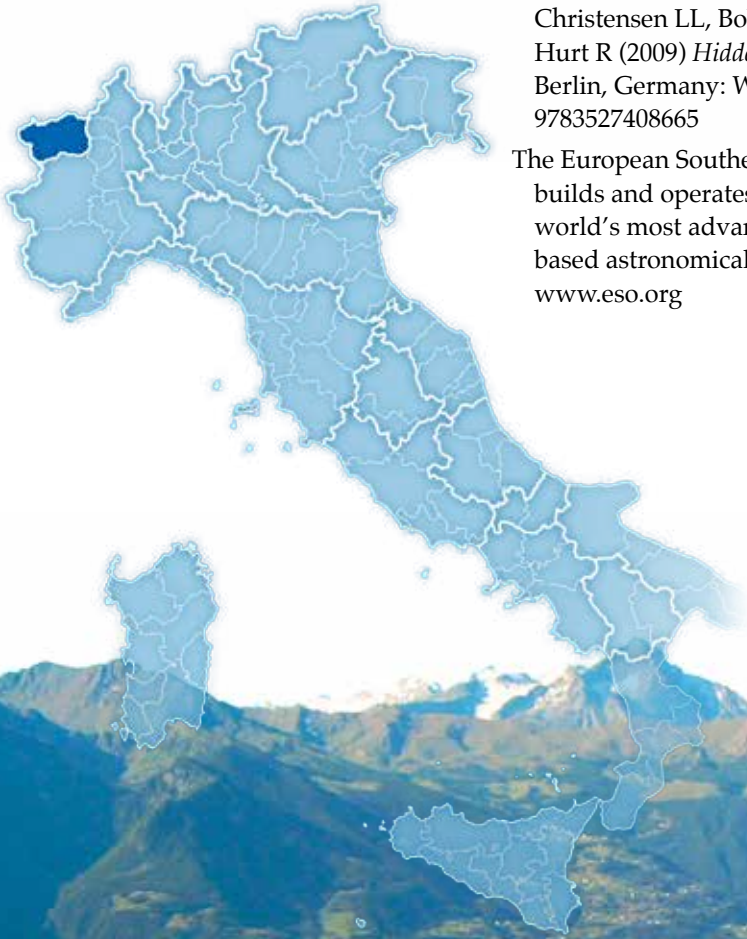 Christensen LL, Bo
Hurt R (2009) Hidde
Berlin, Germany: W
9783527408665
The European Southe
builds and operates
world's most advan
based astronomical
www.eso.org